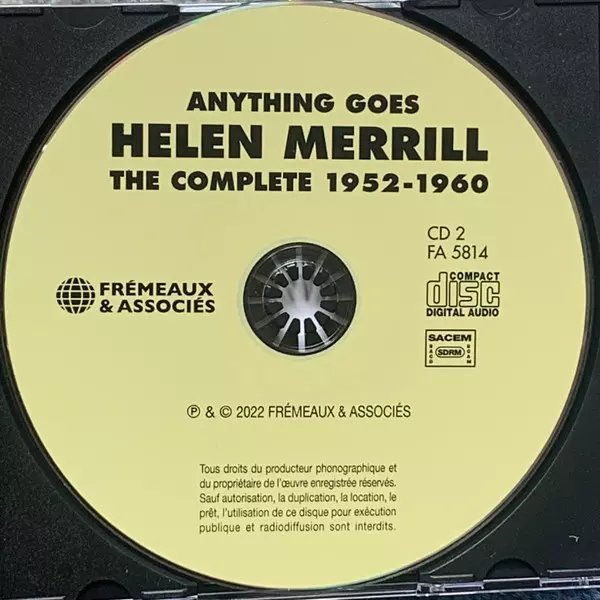 ANYTHING GOES
HELEN MERRILL
THE COMPLETE 1952-1960
CD 2
FA 5814
FRÉMEAUX
& ASSOCIÉS
COMPACT
disc
DIGITAL AUDIO
SACEM
SACD
SDRM
SGAM
℗ & © 2022 FRÉMEAUX & ASSOCIÉS
Tous droits du producteur phonographique et
du propriétaire de l'œuvre enregistrée réservés.
Sauf autorisation, la duplication, la location, le
prêt, l'utilisation de ce disque pour exécution
publique et radiodiffusion sont interdits.